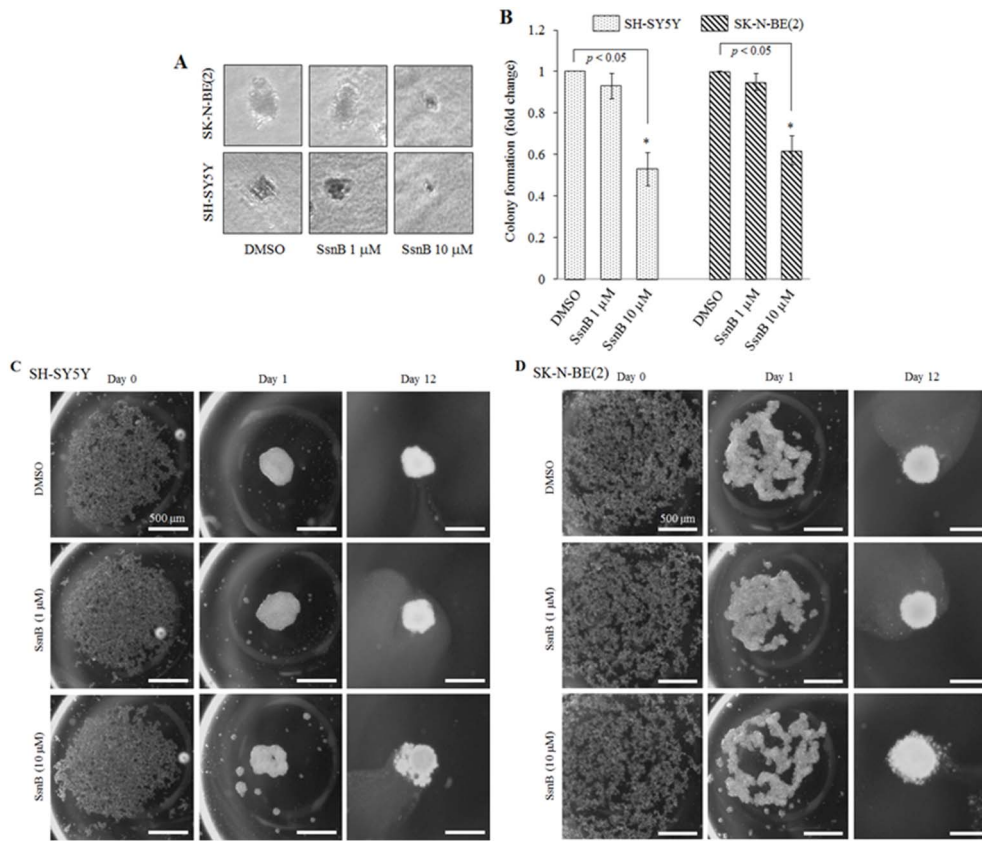 A
SK-N-BE(2)
SH-SY5Y
DMSO
SsnB 1 μM
SsnB 10 μM
B
SH-SY5Y
SK-N-BE(2)
Colony formation (fold change)
1.2
1
0.8
0.6
0.4
0.2
0
p < 0.05
p < 0.05
*
*
DMSO
SsnB 1 μM
SsnB 10 μM
DMSO
SsnB 1 μM
SsnB 10 μM
C
SH-SY5Y
Day 0
Day 1
Day 12
DMSO
500 μm
SsnB (1 μM)
SsnB (10 μM)
D
SK-N-BE(2)
Day 0
Day 1
Day 12
DMSO
500 μm
SsnB (1 μM)
SsnB (10 μM)